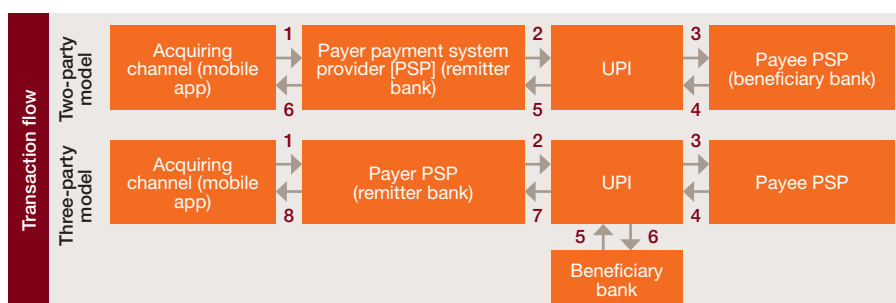 Transaction flow
Two-party
model
Acquiring
channel (mobile
app)
1
6
Payer payment system
provider [PSP] (remitter
bank)
2
5
UPI
3
4
Payee PSP
(beneficiary bank)
Three-party
model
Acquiring
channel (mobile
app)
1
8
Payer PSP
(remitter bank)
2
7
UPI
3
4
Payee PSP
5
6
Beneficiary
bank